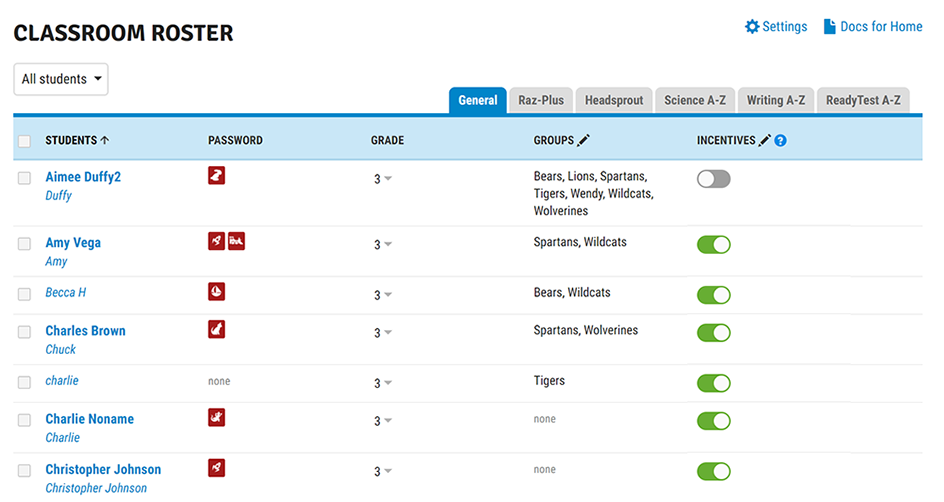 CLASSROOM ROSTER
Settings
Docs for Home
All students
General
Raz-Plus
Headsprout
Science A-Z
Writing A-Z
ReadyTest A-Z
STUDENTS PASSWORD GRADE GROUPS INCENTIVES ?
Aimee Duffy2 3 Bears, Lions, Spartans,
Duffy Tigers, Wendy, Wildcats,
Wolverines
Amy Vega 3 Spartans, Wildcats
Amy
Becca H 3 Bears, Wildcats
Charles Brown 3 Spartans, Wolverines
Chuck
charlie none 3 Tigers
Charlie Noname 3 none
Charlie
Christopher Johnson 3 none
Christopher Johnson